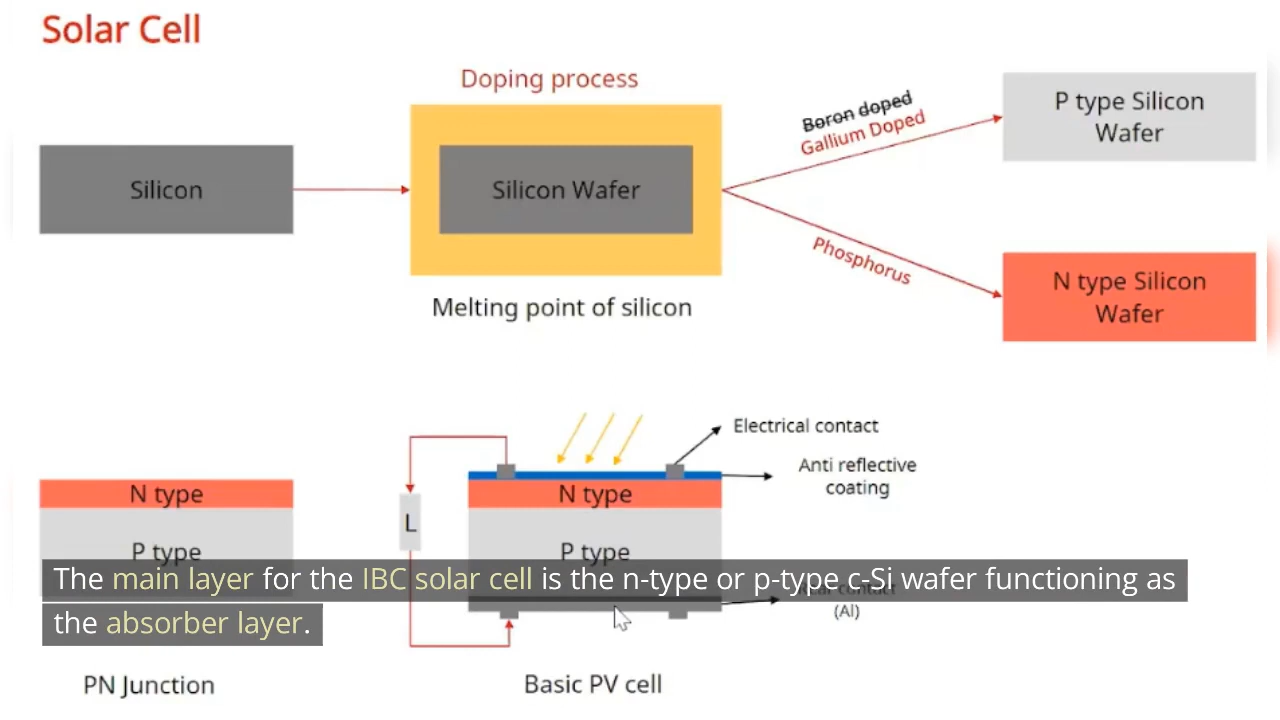 Solar Cell
Doping process
Silicon
Silicon Wafer
Melting point of silicon
Boron doped
Gallium Doped
Phosphorus
P type Silicon
Wafer
N type Silicon
Wafer
N type
P type
PN Junction
L
N type
P type
Electrical contact
Anti reflective
coating
contact
(Al)
Basic PV cell
The main layer for the IBC solar cell is the n-type or p-type c-Si wafer functioning as
the absorber layer.